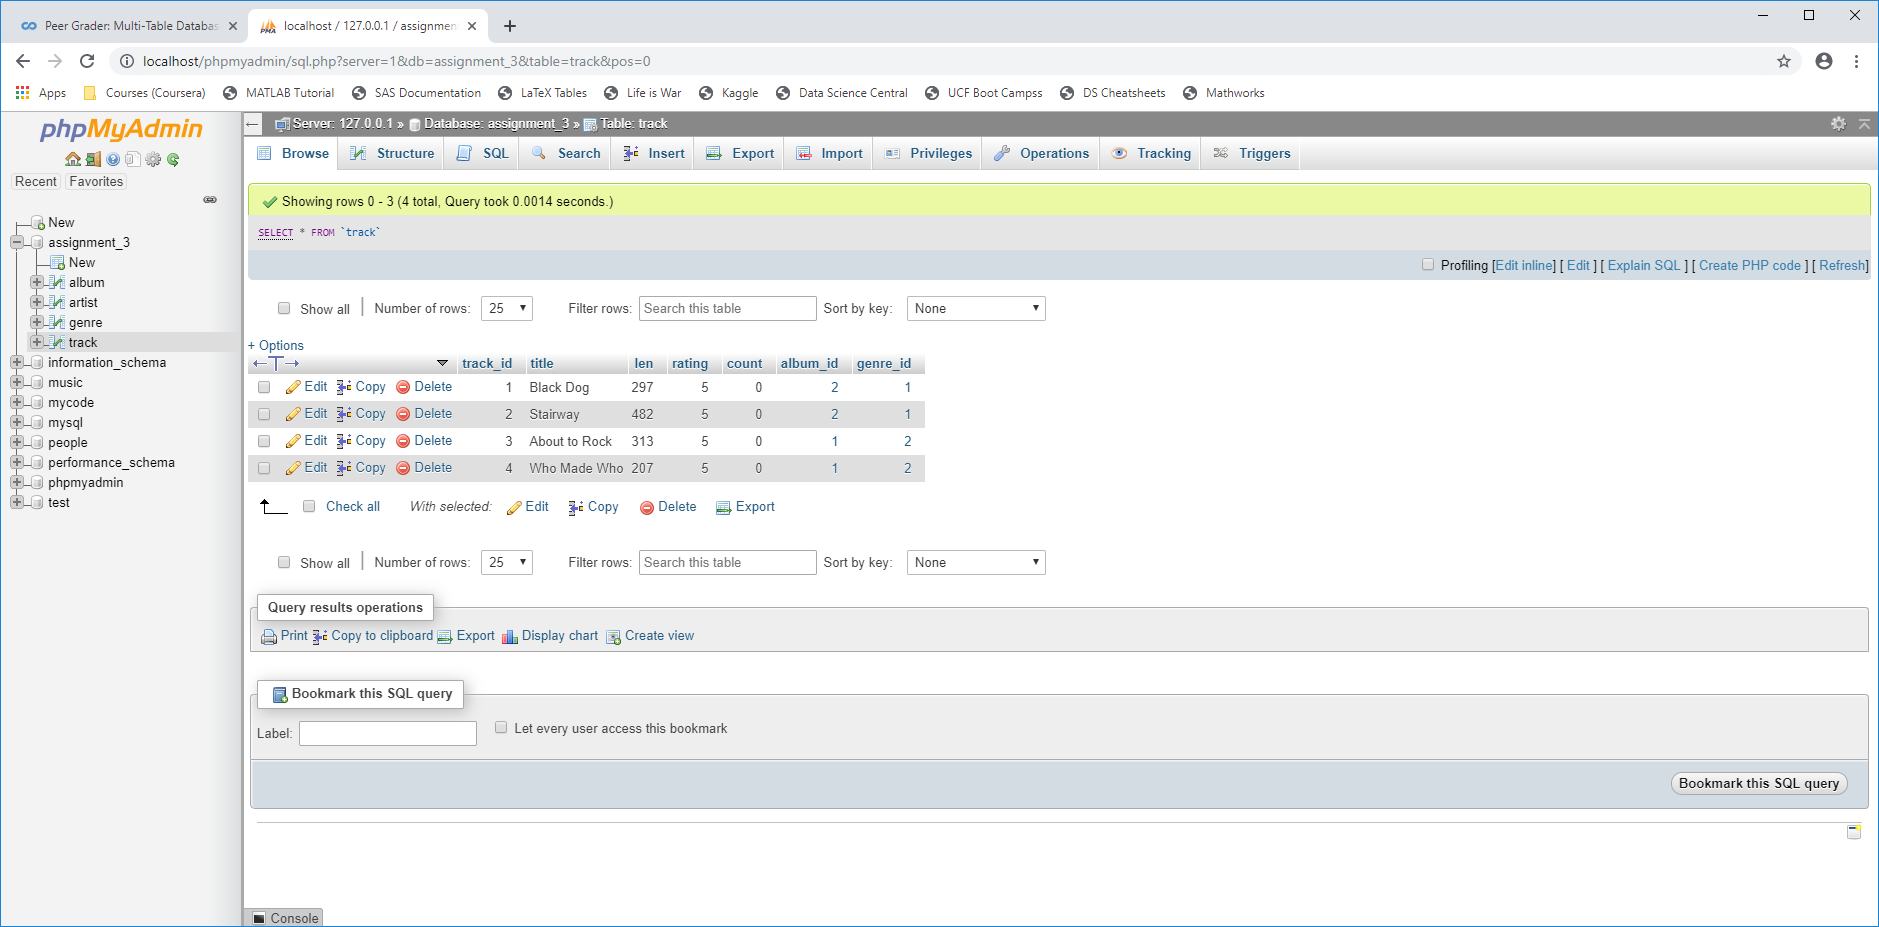 Peer Grader: Multi-Table Databas
localhost / 127.0.0.1 / assignmen
localhost/phpmyadmin/sql.php?server=1&db=assignment_3&table=track&pos=0
Apps Courses (Coursera) MATLAB Tutorial SAS Documentation LaTeX Tables Life is War Kaggle Data Science Central UCF Boot Campss DS Cheatsheets Mathworks
phpMyAdmin
Recent Favorites
New
assignment_3
New
album
artist
genre
track
information_schema
music
mycode
mysql
people
performance_schema
phpmyadmin
test
Server: 127.0.0.1 » Database: assignment_3 » Table: track
Browse Structure SQL Search Insert Export Import Privileges Operations Tracking Triggers
Showing rows 0 - 3 (4 total, Query took 0.0014 seconds.)
SELECT * FROM `track`
Profiling [Edit inline] [ Edit ] [ Explain SQL ] [ Create PHP code ] [ Refresh]
Show all | Number of rows: 25 Filter rows: Search this table Sort by key: None
+ Options
←T→ track_id title len rating count album_id genre_id
Edit Copy Delete 1 Black Dog 297 5 0 2 1
Edit Copy Delete 2 Stairway 482 5 0 2 1
Edit Copy Delete 3 About to Rock 313 5 0 1 2
Edit Copy Delete 4 Who Made Who 207 5 0 1 2
Check all With selected: Edit Copy Delete Export
Show all | Number of rows: 25 Filter rows: Search this table Sort by key: None
Query results operations
Print Copy to clipboard Export Display chart Create view
Bookmark this SQL query
Label: Let every user access this bookmark
Bookmark this SQL query
Console